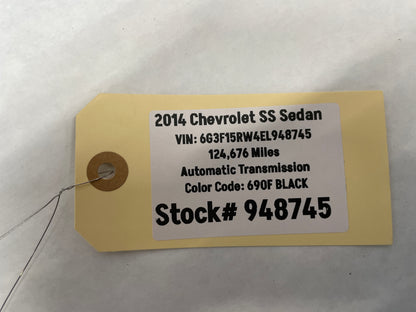 2014 Chevrolet SS Sedan
VIN: 6G3F15RW4EL948745
124,676 Miles
Automatic Transmission
Color Code: 690F BLACK
Stock# 948745